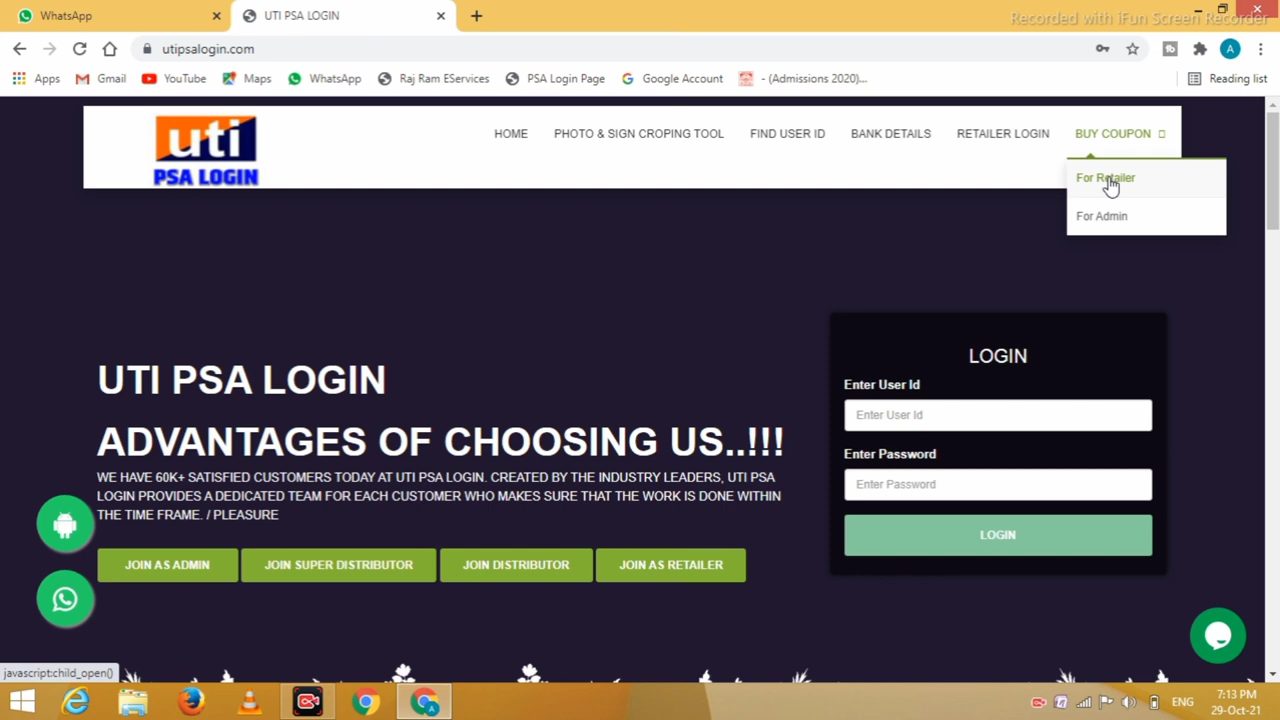 WhatsApp
UTI PSA LOGIN
Recorded with iFun Screen Recorder
utipsalogin.com
A
Apps
Gmail
YouTube
Maps
WhatsApp
Raj Ram EServices
PSA Login Page
Google Account
- (Admissions 2020)...
Reading list
uti
PSA LOGIN
HOME
PHOTO & SIGN CROPING TOOL
FIND USER ID
BANK DETAILS
RETAILER LOGIN
BUY COUPON
For Retailer
For Admin
UTI PSA LOGIN
ADVANTAGES OF CHOOSING US..!!!
WE HAVE 60K+ SATISFIED CUSTOMERS TODAY AT UTI PSA LOGIN. CREATED BY THE INDUSTRY LEADERS, UTI PSA
LOGIN PROVIDES A DEDICATED TEAM FOR EACH CUSTOMER WHO MAKES SURE THAT THE WORK IS DONE WITHIN
THE TIME FRAME. / PLEASURE
JOIN AS ADMIN
JOIN SUPER DISTRIBUTOR
JOIN DISTRIBUTOR
JOIN AS RETAILER
LOGIN
Enter User Id
Enter User Id
Enter Password
Enter Password
LOGIN
javascript:child_open()
A
ENG
7:13 PM
29-Oct-21